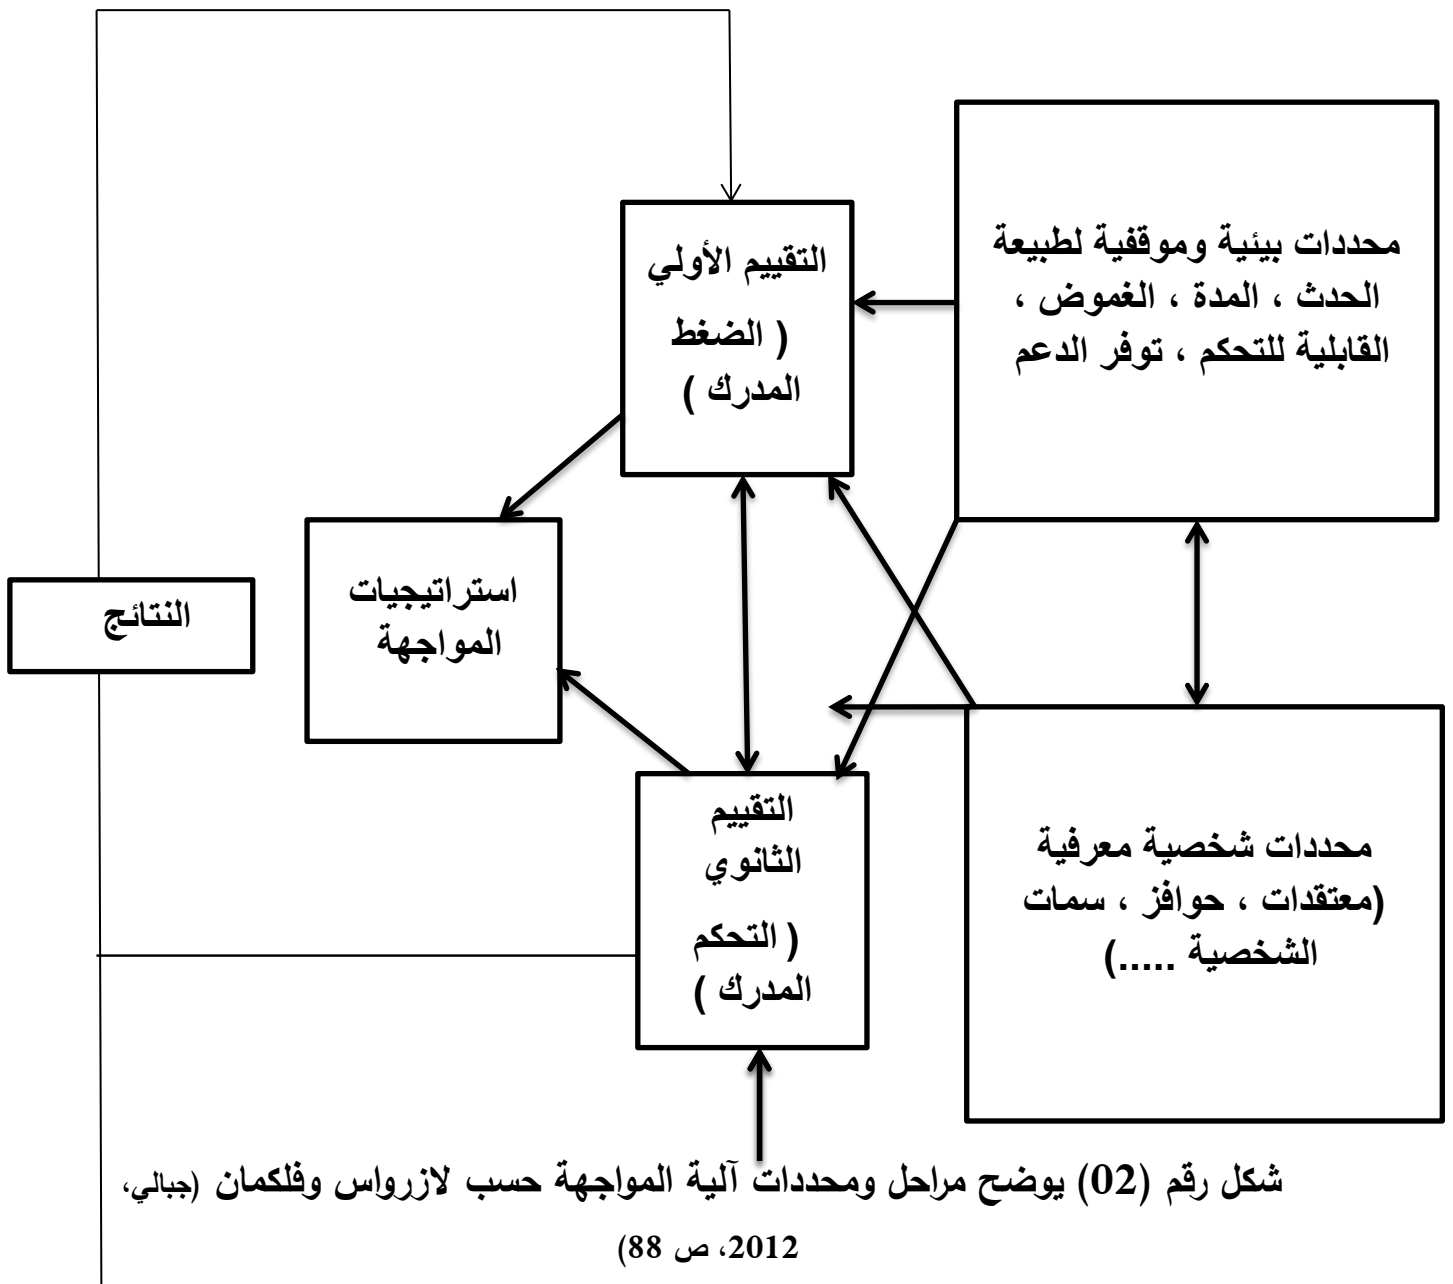 محددات بيئية وموقفية لطبيعة
الحدث ، المدة ، الغموض ،
القابلية للتحكم ، توفر الدعم
التقييم الأولي
( الضغط
المدرك )
استراتيجيات
المواجهة
النتائج
محددات شخصية معرفية
(معتقدات ، حوافز ، سمات
الشخصية .....)
التقييم
الثانوي
( التحكم
المدرك )
شكل رقم (02) يوضح مراحل ومحددات آلية المواجهة حسب لازرواس وفلكمان (جبالي،
2012، ص 88)